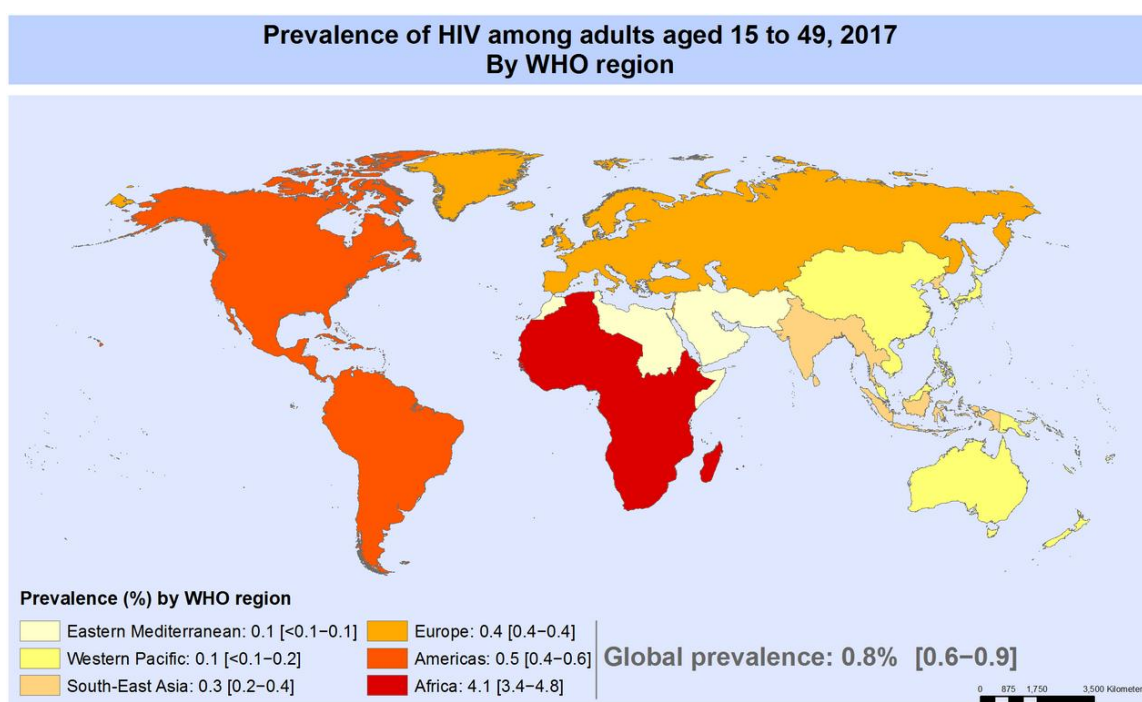 Prevalence of HIV among adults aged 15 to 49, 2017
By WHO region
Prevalence (%) by WHO region
Eastern Mediterranean: 0.1 [<0.1−0.1]
Western Pacific: 0.1 [<0.1−0.2]
South-East Asia: 0.3 [0.2−0.4]
Europe: 0.4 [0.4−0.4]
Americas: 0.5 [0.4−0.6]
Africa: 4.1 [3.4−4.8]
Global prevalence: 0.8% [0.6−0.9]
0 875 1,750 3,500 Kilometer